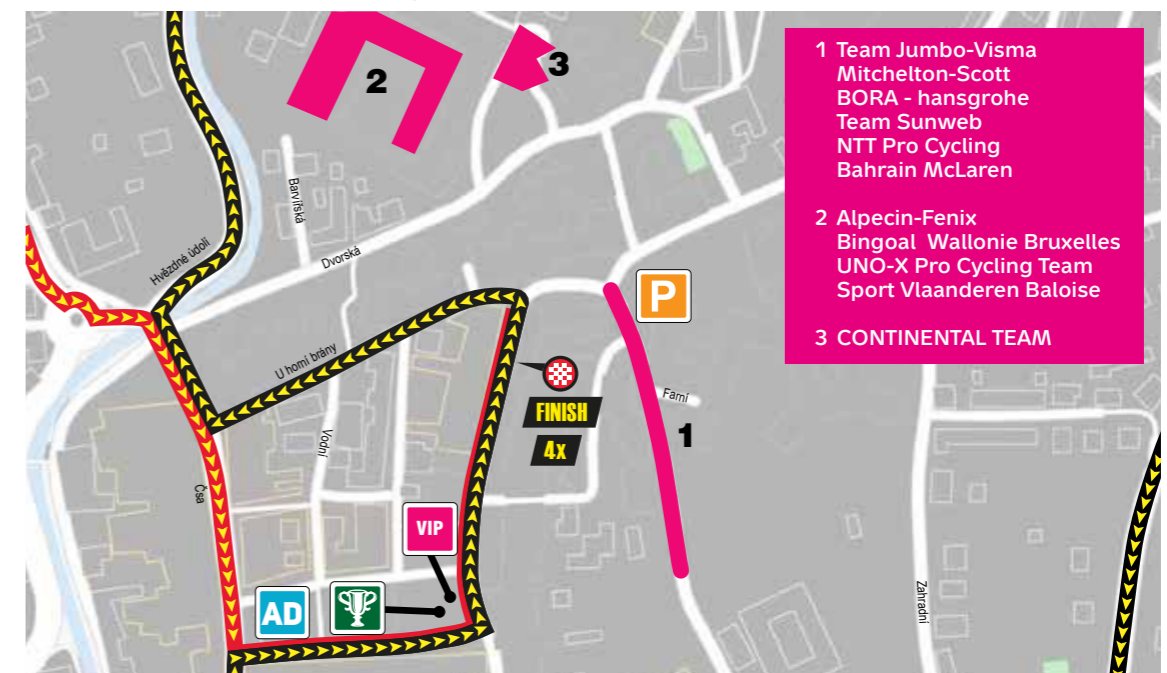 2
3
1 Team Jumbo-Visma
Mitchelton-Scott
BORA - hansgrohe
Team Sunweb
NTT Pro Cycling
Bahrain McLaren
2 Alpecin-Fenix
Bingoal Wallonie Bruxelles
UNO-X Pro Cycling Team
Sport Vlaanderen Baloise
3 CONTINENTAL TEAM
Barvířská
Hvězdné údolí
Dvorská
P
U horní brány
FINISH
4x
Farní
1
Vodní
Čsa
VIP
AD
Zahradní